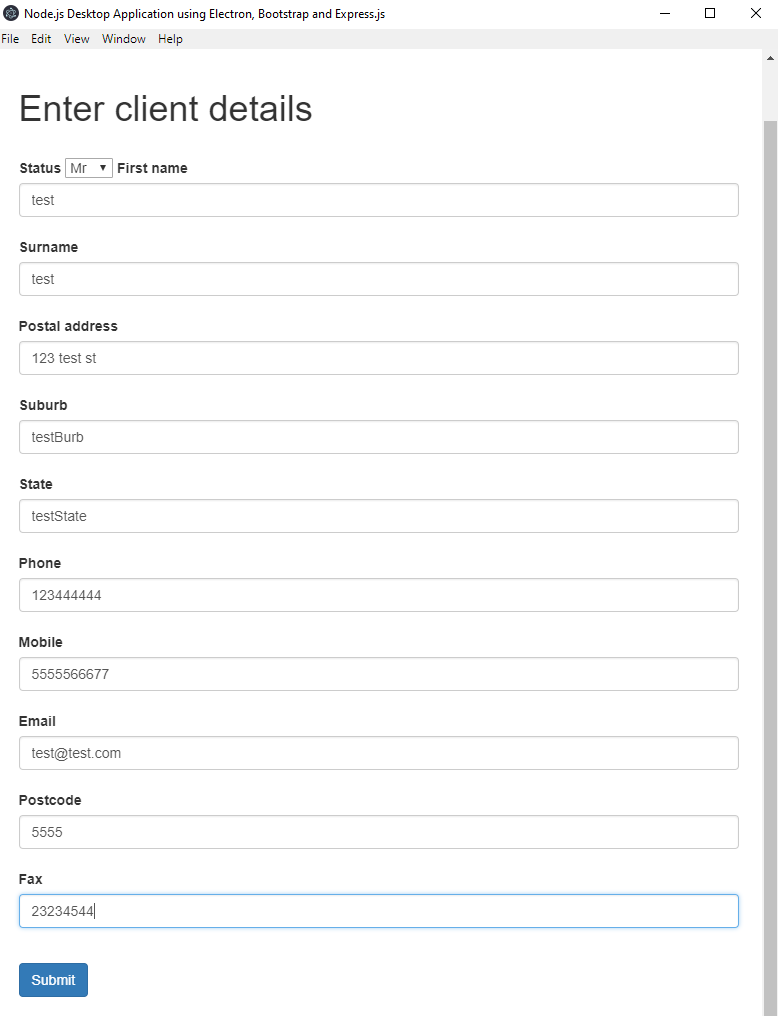 Node.js Desktop Application using Electron, Bootstrap and Express.js
File Edit View Window Help
Enter client details
Status Mr First name
test
Surname
test
Postal address
123 test st
Suburb
testBurb
State
testState
Phone
123444444
Mobile
5555566677
Email
test@test.com
Postcode
5555
Fax
23234544
Submit